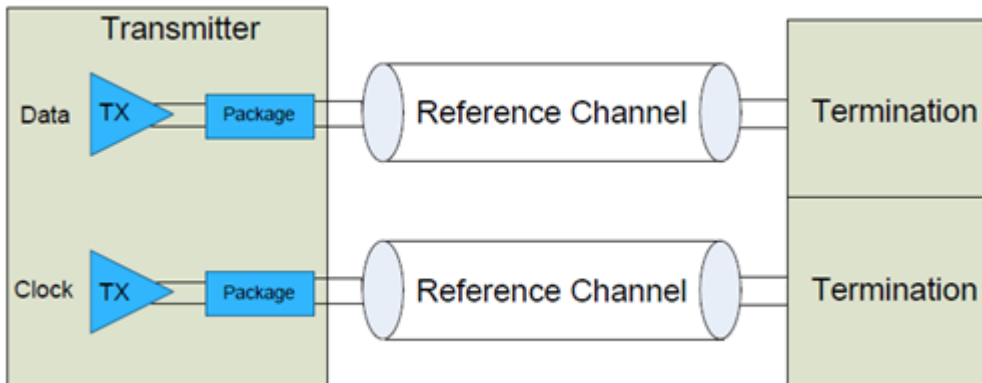 Transmitter
Data
TX
Package
Reference Channel
Termination
Clock
TX
Package
Reference Channel
Termination